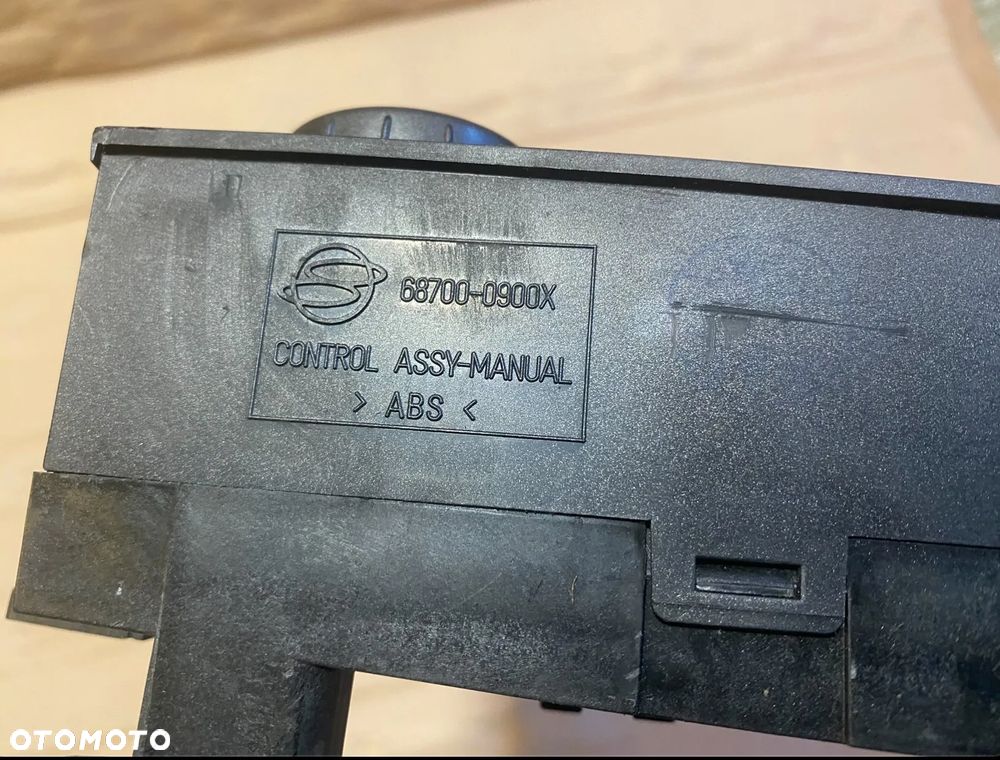 68700-0900X
CONTROL ASSY-MANUAL
> ABS <
OTOMOTO